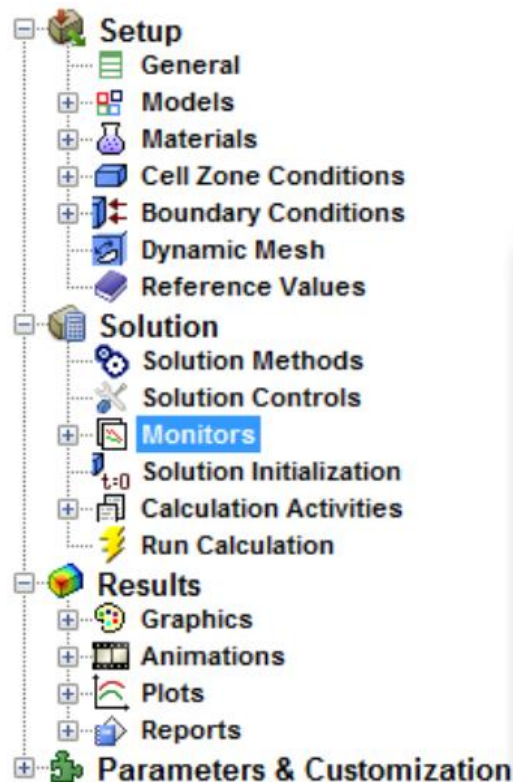 Setup
General
Models
Materials
Cell Zone Conditions
Boundary Conditions
Dynamic Mesh
Reference Values
Solution
Solution Methods
Solution Controls
Monitors
t=0 Solution Initialization
Calculation Activities
Run Calculation
Results
Graphics
Animations
Plots
Reports
Parameters & Customization